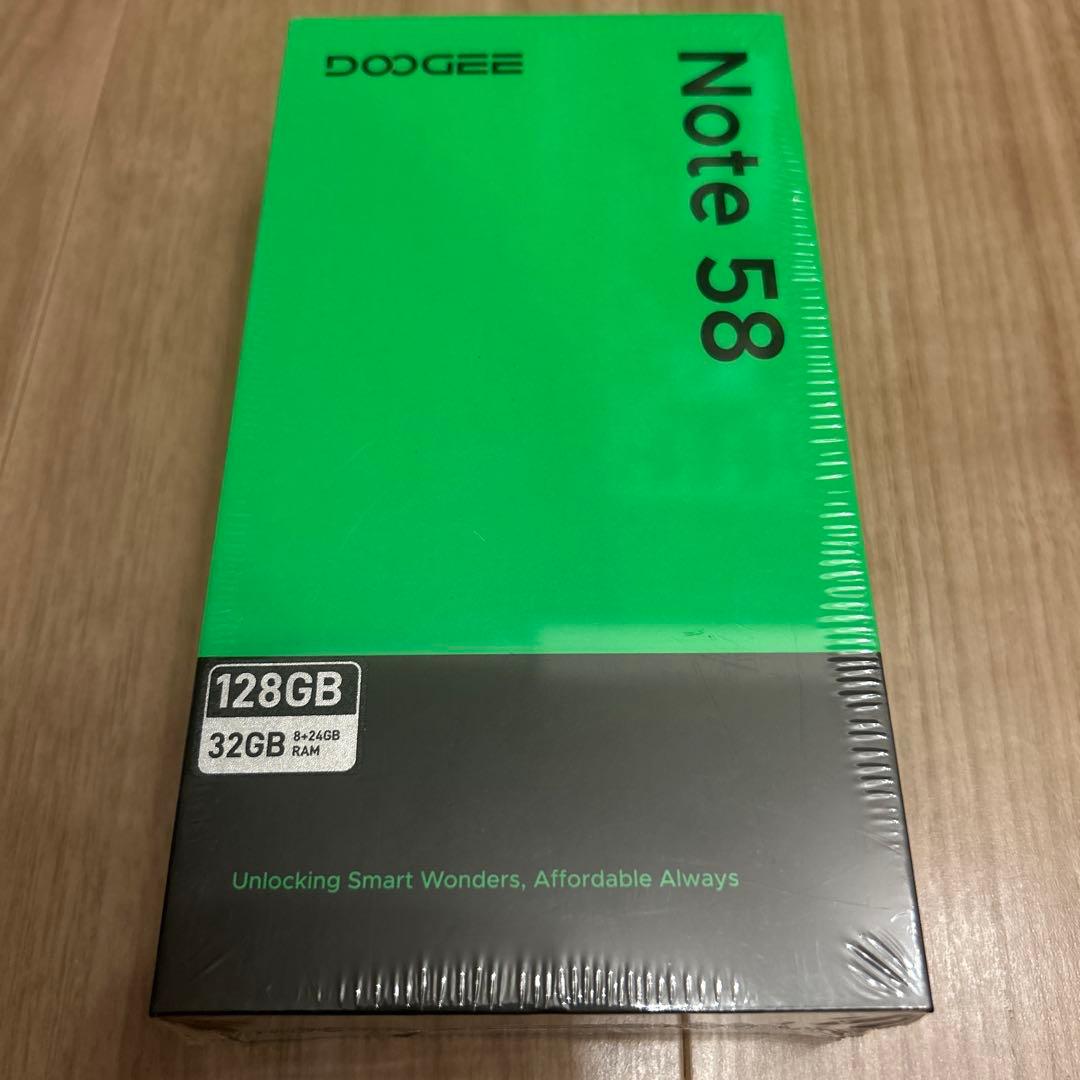 DOOGEE
Note 58
128GB
32GB 8+24GB RAM
Unlocking Smart Wonders, Affordable Always